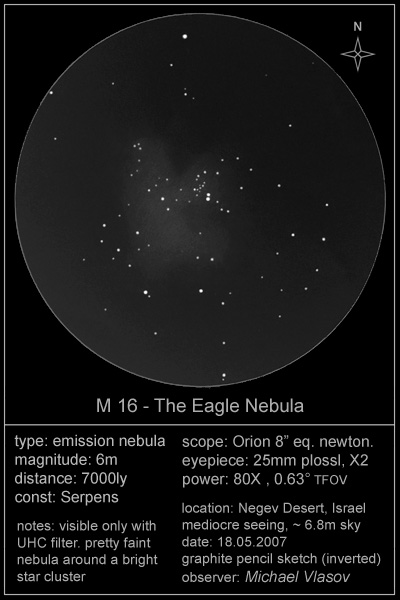 N
M 16 - The Eagle Nebula
type: emission nebula
magnitude: 6m
distance: 7000ly
const: Serpens
notes: visible only with
UHC filter. pretty faint
nebula around a bright
star cluster
scope: Orion 8” eq. newton.
eyepiece: 25mm plossl, X2
power: 80X , 0.63° TFOV
location: Negev Desert, Israel
mediocre seeing, ~ 6.8m sky
date: 18.05.2007
graphite pencil sketch (inverted)
observer: Michael Vlasov